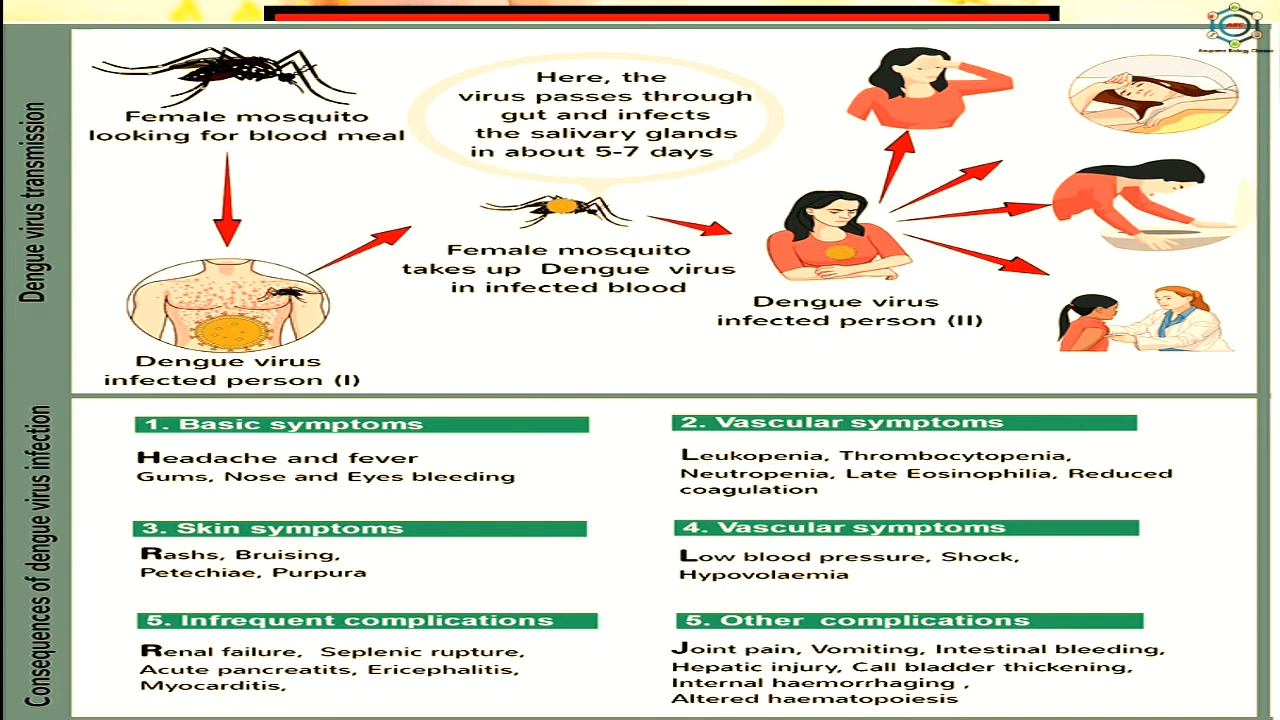 ABC
Anupama Biology Classes
Dengue virus transmission
Female mosquito
looking for blood meal
Here, the
virus passes through
gut and infects
the salivary glands
in about 5-7 days
Female mosquito
takes up Dengue virus
in infected blood
Dengue virus
infected person (II)
Dengue virus
infected person (I)
Consequences of dengue virus infection
1. Basic symptoms
Headache and fever
Gums, Nose and Eyes bleeding
2. Vascular symptoms
Leukopenia, Thrombocytopenia,
Neutropenia, Late Eosinophilia, Reduced
coagulation
3. Skin symptoms
Rashs, Bruising,
Petechiae, Purpura
4. Vascular symptoms
Low blood pressure, Shock,
Hypovolaemia
5. Infrequent complications
Renal failure, Seplenic rupture,
Acute pancreatits, Ericephalitis,
Myocarditis,
5. Other complications
Joint pain, Vomiting, Intestinal bleeding,
Hepatic injury, Call bladder thickening,
Internal haemorrhaging ,
Altered haematopoiesis